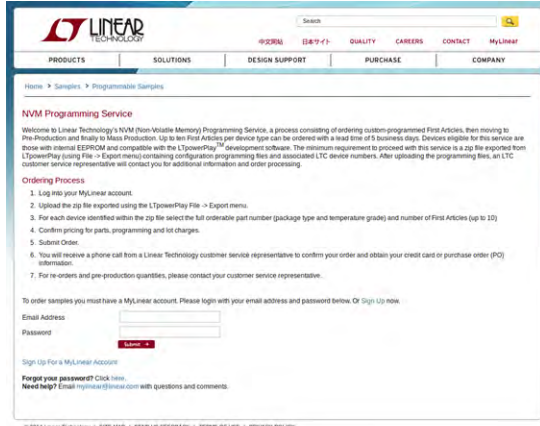 LINEAR
TECHNOLOGY
Search
中文网站 日本サイト QUALITY CAREERS CONTACT MyLinear
PRODUCTS SOLUTIONS DESIGN SUPPORT PURCHASE COMPANY
Home > Samples > Programmable Samples
NVM Programming Service
Welcome to Linear Technology's NVM (Non-Volatile Memory) Programming Service, a process consisting of ordering custom-programmed First Articles, then moving to
Pre-Production and finally to Mass Production. Up to ten First Articles per device type can be ordered with a lead time of 5 business days. Devices eligible for this service are
those with internal EEPROM and compatible with the LTpowerPlay™ development software. The minimum requirement to proceed with this service is a zip file exported from
LTpowerPlay (using File -> Export menu) containing configuration programming files and associated LTC device numbers. After uploading the programming files, an LTC
customer service representative will contact you for additional information and order processing.
Ordering Process
1. Log into your MyLinear account.
2. Upload the zip file exported using the LTpowerPlay File -> Export menu.
3. For each device identified within the zip file select the full orderable part number (package type and temperature grade) and number of First Articles (up to 10)
4. Confirm pricing for parts, programming and lot charges.
5. Submit Order.
6. You will receive a phone call from a Linear Technology customer service representative to confirm your order and obtain your credit card or purchase order (PO)
information.
7. For re-orders and pre-production quantities, please contact your customer service representative.
To order samples you must have a MyLinear account. Please login with your email address and password below. Or Sign Up now.
Email Address
Password
Submit
Sign Up For a MyLinear Account
Forgot your password? Click here.
Need help? Email mylinear@linear.com with questions and comments.